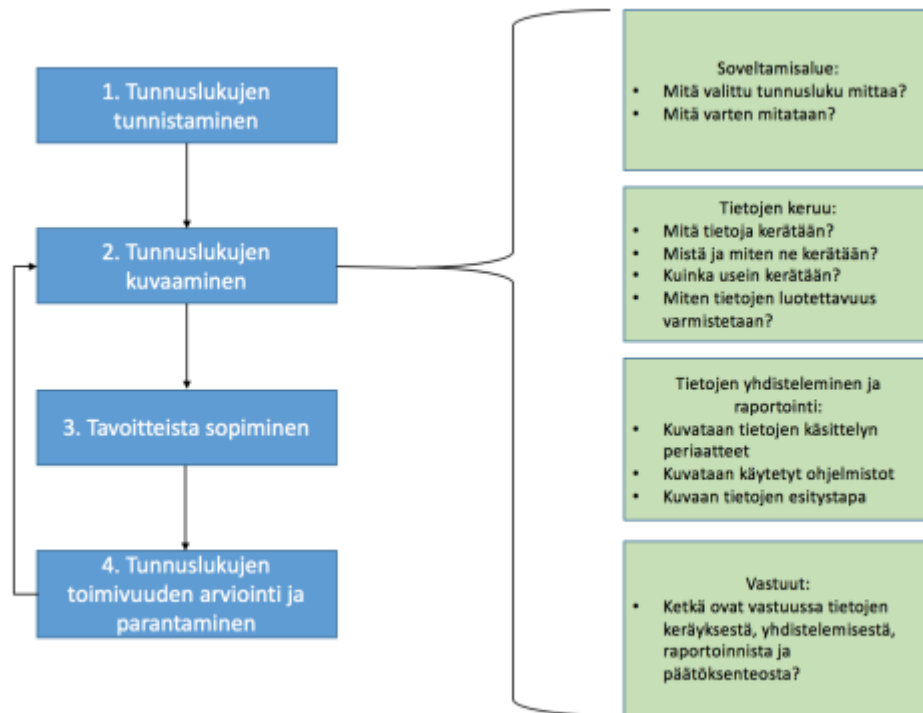 1. Tunnuslukujen
tunnistaminen
2. Tunnuslukujen
kuvaaminen
3. Tavoitteista sopiminen
4. Tunnuslukujen
toimivuuden arviointi ja
parantaminen
Soveltamisalue:
• Mitä valittu tunnusluku mittaa?
• Mitä varten mitataan?
Tietojen keruu:
• Mitä tietoja kerätään?
• Mistä ja miten ne kerätään?
• Kuinka usein kerätään?
• Miten tietojen luotettavuus
varmistetaan?
Tietojen yhdisteleminen ja
raportointi:
• Kuvataan tietojen käsittelyn
periaatteet
• Kuvataan käytetyt ohjelmistot
• Kuvaan tietojen esitystapa
Vastuut:
• Ketkä ovat vastuussa tietojen
keräyksestä, yhdistelemisestä,
raportoinnista ja
päätöksenteosta?